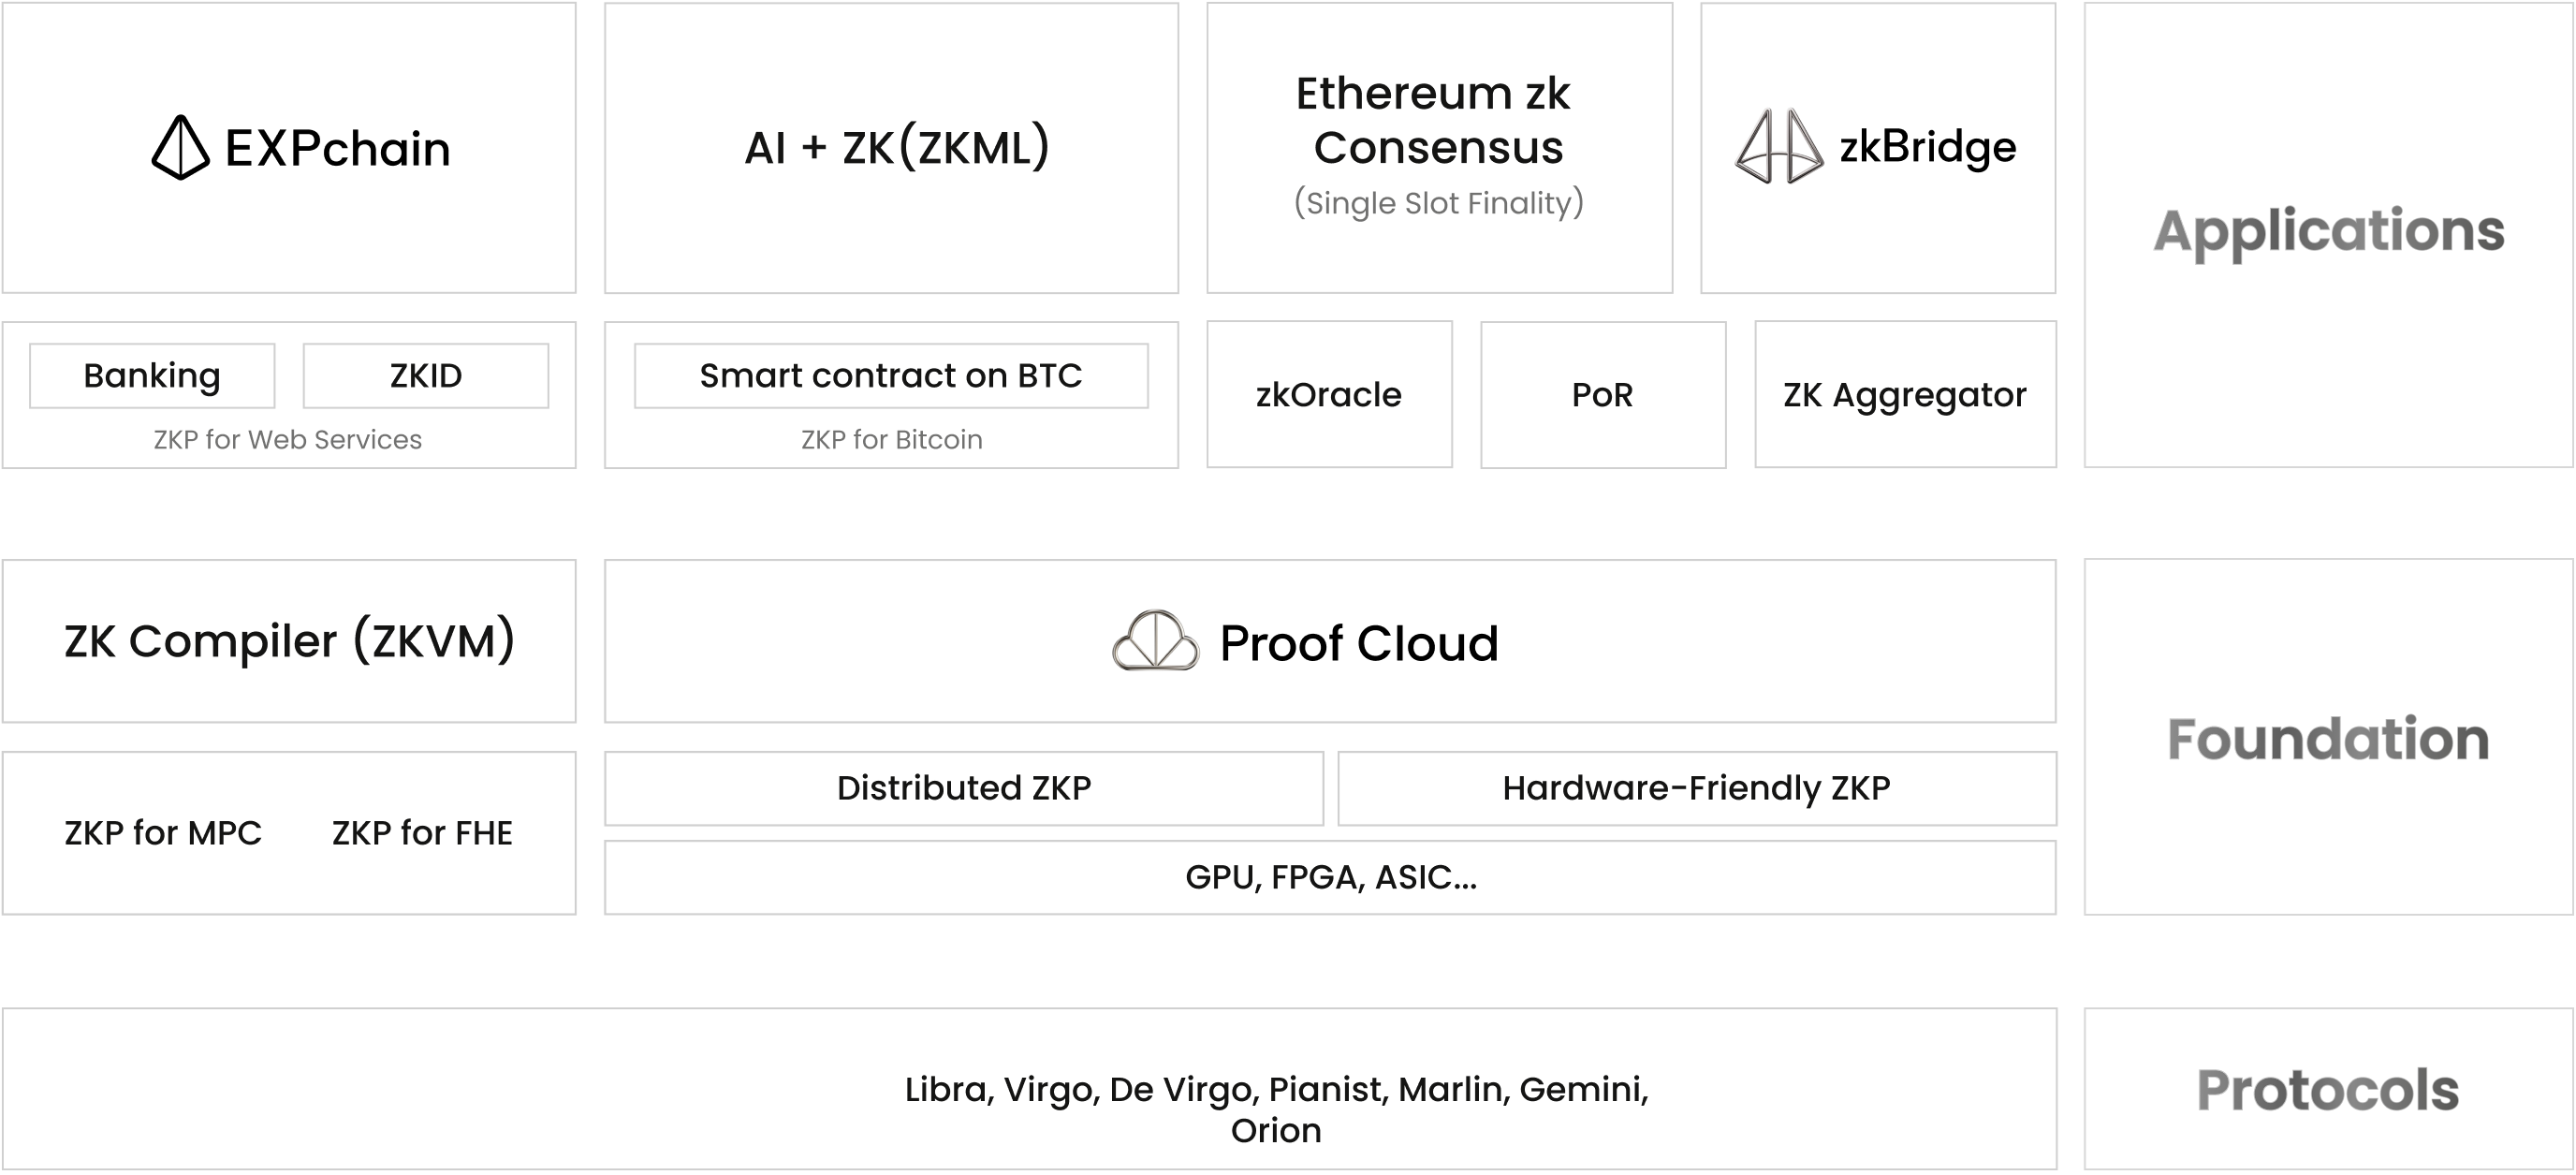 EXPchain
AI + ZK(ZKML)
Ethereum zk
Consensus
(Single Slot Finality)
zkBridge
Applications
Banking
ZKID
ZKP for Web Services
Smart contract on BTC
ZKP for Bitcoin
zkOracle
PoR
ZK Aggregator
ZK Compiler (ZKVM)
Proof Cloud
Foundation
ZKP for MPC
ZKP for FHE
Distributed ZKP
Hardware-Friendly ZKP
GPU, FPGA, ASIC...
Libra, Virgo, De Virgo, Pianist, Marlin, Gemini,
Orion
Protocols